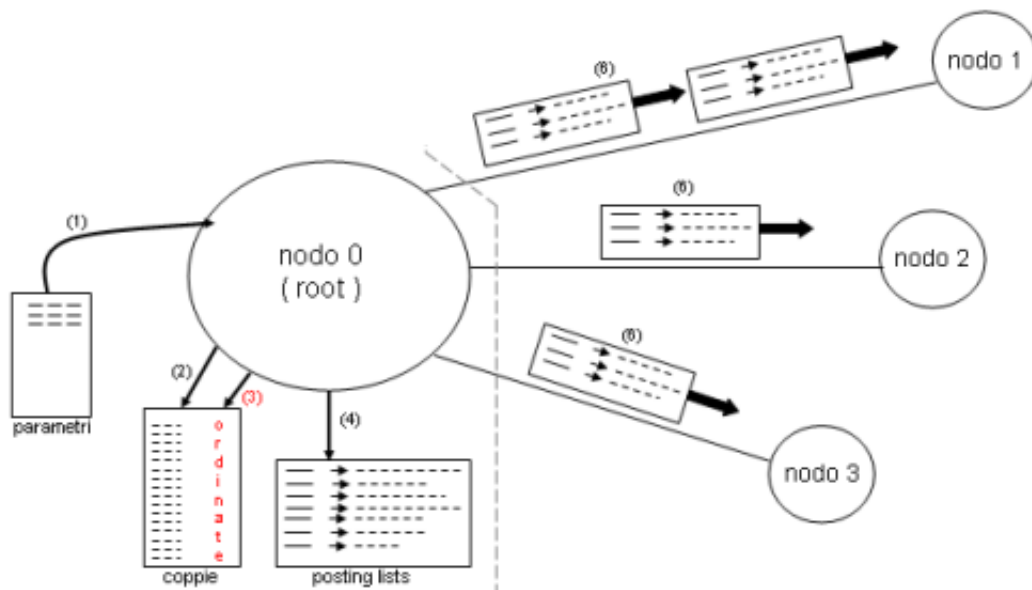 nodo 1
(6)
(6)
(1)
nodo 0
( root )
nodo 2
(6)
(2)
(3)
(4)
parametri
ordinate
nodo 3
coppie
posting lists